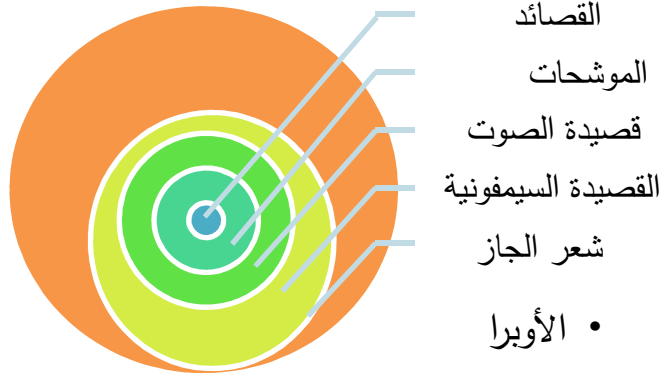 القصائد
الموشحات
قصيدة الصوت
القصيدة السيمفونية
شعر الجاز
• الأوبرا